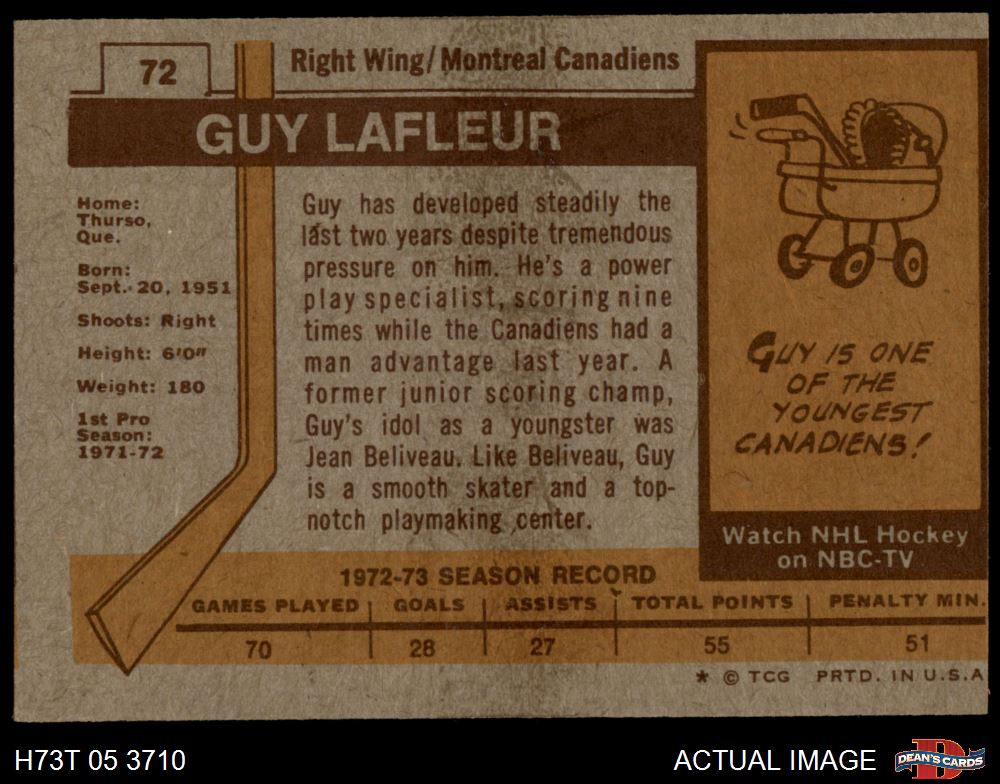 72
Right Wing/Montreal Canadiens
GUY LAFLEUR
Home:
Thurso,
Que.
Born:
Sept. 20, 1951
Shoots: Right
Height: 6'0"
Weight: 180
1st Pro
Season:
1971-72
Guy has developed steadily the
last two years despite tremendous
pressure on him. He's a power
play specialist, scoring nine
times while the Canadiens had a
man advantage last year. A
former junior scoring champ,
Guy's idol as a youngster was
Jean Beliveau. Like Beliveau, Guy
is a smooth skater and a top-
notch playmaking center.
GUY IS ONE
OF THE
YOUNGEST
CANADIENS!
Watch NHL Hockey
on NBC-TV
1972-73 SEASON RECORD
GAMES PLAYED GOALS ASSISTS TOTAL POINTS PENALTY MIN.
70 28 27 55 51
* © TCG PRTD. IN U.S.A
H73T 05 3710
ACTUAL IMAGE
DEAN'S CARDS